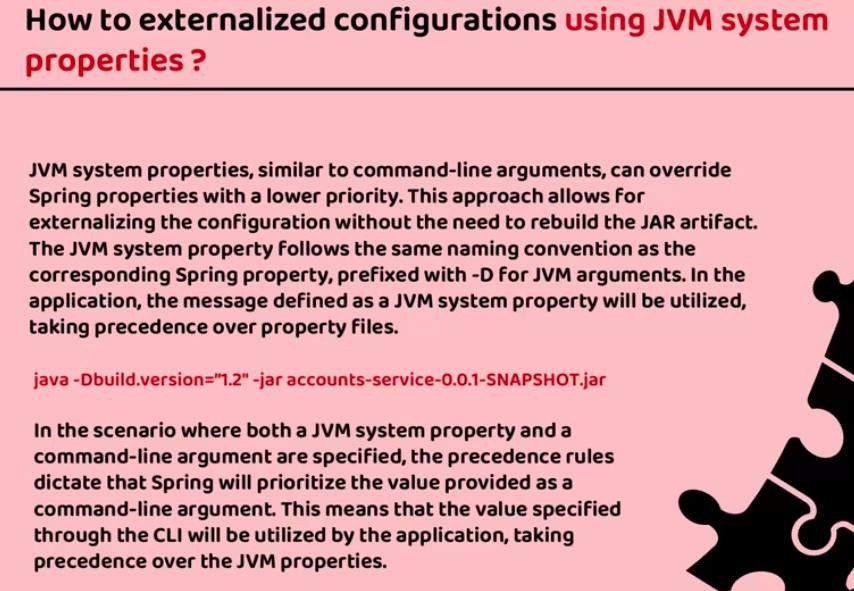 How to externalized configurations using JVM system
properties ?
JVM system properties, similar to command-line arguments, can override
Spring properties with a lower priority. This approach allows for
externalizing the configuration without the need to rebuild the JAR artifact.
The JVM system property follows the same naming convention as the
corresponding Spring property, prefixed with -D for JVM arguments. In the
application, the message defined as a JVM system property will be utilized,
taking precedence over property files.
java -Dbuild.version="1.2" -jar accounts-service-0.0.1-SNAPSHOT.jar
In the scenario where both a JVM system property and a
command-line argument are specified, the precedence rules
dictate that Spring will prioritize the value provided as a
command-line argument. This means that the value specified
through the CLI will be utilized by the application, taking
precedence over the JVM properties.